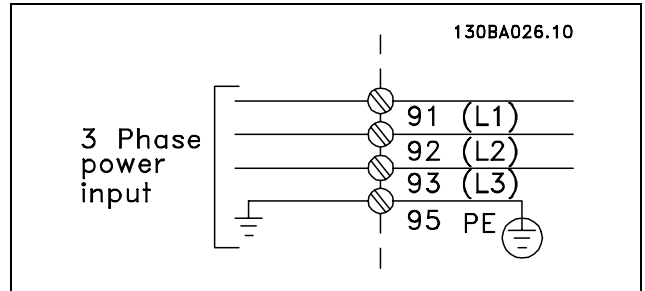 130BA026.10
3 Phase
power
input
91 (L1)
92 (L2)
93 (L3)
95 PE